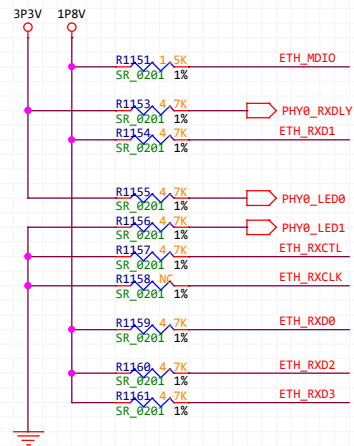 3P3V 1P8V
R1151 1.5K ETH_MDIO
SR_0201 1%
R1153 4.7K PHY0_RXDLY
SR_0201 1%
R1154 4.7K ETH_RXD1
SR_0201 1%
R1155 4.7K PHY0_LED0
SR_0201 1%
R1156 4.7K PHY0_LED1
SR_0201 1%
R1157 4.7K ETH_RXCTL
SR_0201 1%
R1158 NC ETH_RXCLK
SR_0201 1%
R1159 4.7K ETH_RXD0
SR_0201 1%
R1160 4.7K ETH_RXD2
SR_0201 1%
R1161 4.7K ETH_RXD3
SR_0201 1%